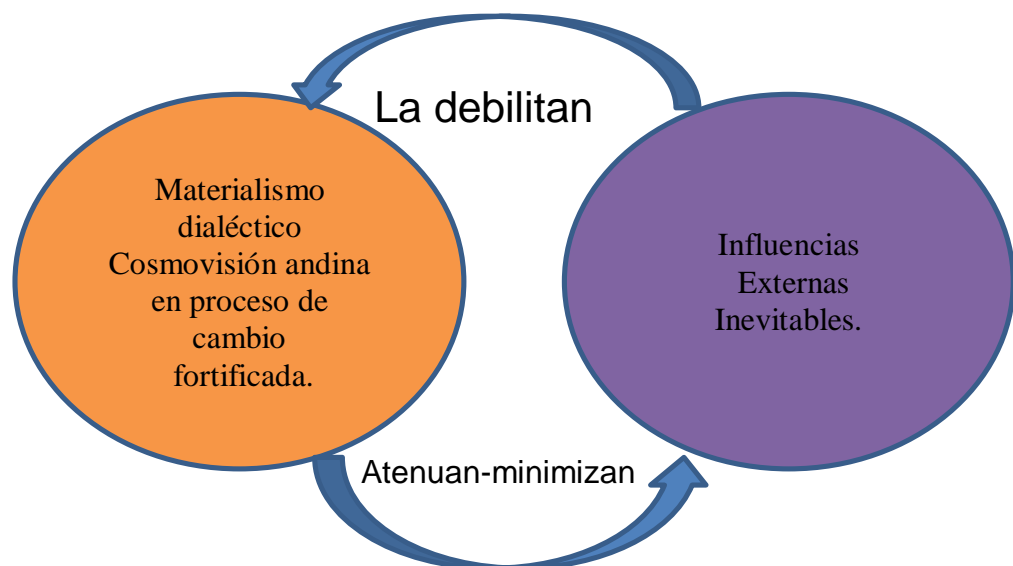 La debilitan
Materialismo
dialéctico
Cosmovisión andina
en proceso de
cambio
fortificada.
Influencias
Externas
Inevitables.
Atenuan-minimizan